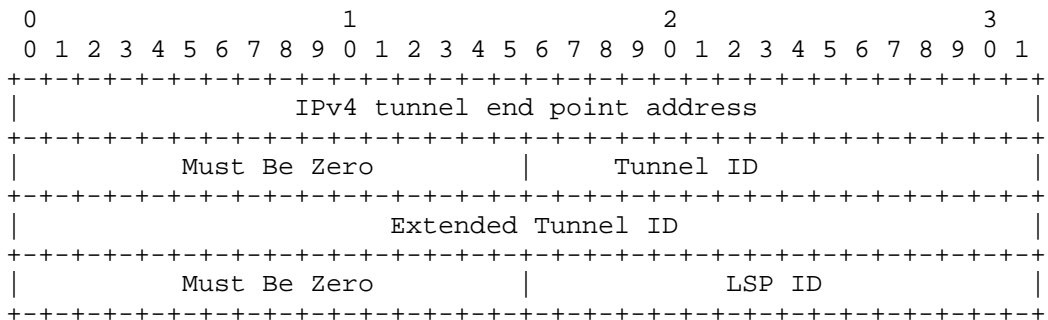 0                   1                   2                   3
 0 1 2 3 4 5 6 7 8 9 0 1 2 3 4 5 6 7 8 9 0 1 2 3 4 5 6 7 8 9 0 1
+-+-+-+-+-+-+-+-+-+-+-+-+-+-+-+-+-+-+-+-+-+-+-+-+-+-+-+-+-+-+-+-+
|                 IPv4 tunnel end point address                 |
+-+-+-+-+-+-+-+-+-+-+-+-+-+-+-+-+-+-+-+-+-+-+-+-+-+-+-+-+-+-+-+-+
|          Must Be Zero         |     Tunnel ID                 |
+-+-+-+-+-+-+-+-+-+-+-+-+-+-+-+-+-+-+-+-+-+-+-+-+-+-+-+-+-+-+-+-+
|                       Extended Tunnel ID                      |
+-+-+-+-+-+-+-+-+-+-+-+-+-+-+-+-+-+-+-+-+-+-+-+-+-+-+-+-+-+-+-+-+
|          Must Be Zero         |            LSP ID             |
+-+-+-+-+-+-+-+-+-+-+-+-+-+-+-+-+-+-+-+-+-+-+-+-+-+-+-+-+-+-+-+-+